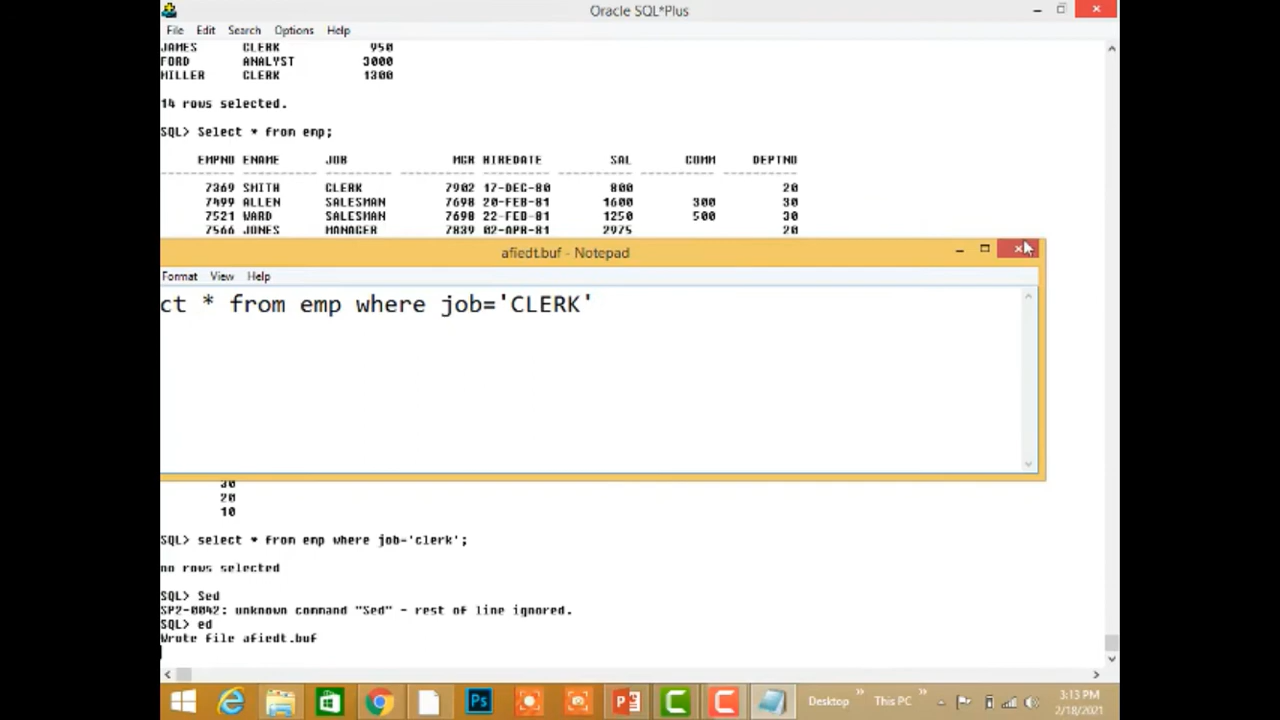 Oracle SQL*Plus
File Edit Search Options Help
JAMES CLERK 950
FORD ANALYST 3000
MILLER CLERK 1300
14 rows selected.
SQL> Select * from emp;
EMPNO ENAME JOB MGR HIREDATE SAL COMM DEPTNO
7369 SMITH CLERK 7902 17-DEC-80 800 20
7499 ALLEN SALESMAN 7698 20-FEB-81 1600 300 30
7521 WARD SALESMAN 7698 22-FEB-81 1250 500 30
7566 JONES MANAGER 7839 02-APR-81 2975 20
afiedt.buf - Notepad
Format View Help
ct * from emp where job='CLERK'
30
20
10
SQL> select * from emp where job='clerk';
no rows selected
SQL> Sed
SP2-0042: unknown command "Sed" - rest of line ignored.
SQL> ed
Wrote file afiedt.buf
Ps
Desktop » This PC »
3:13 PM
2/18/2021